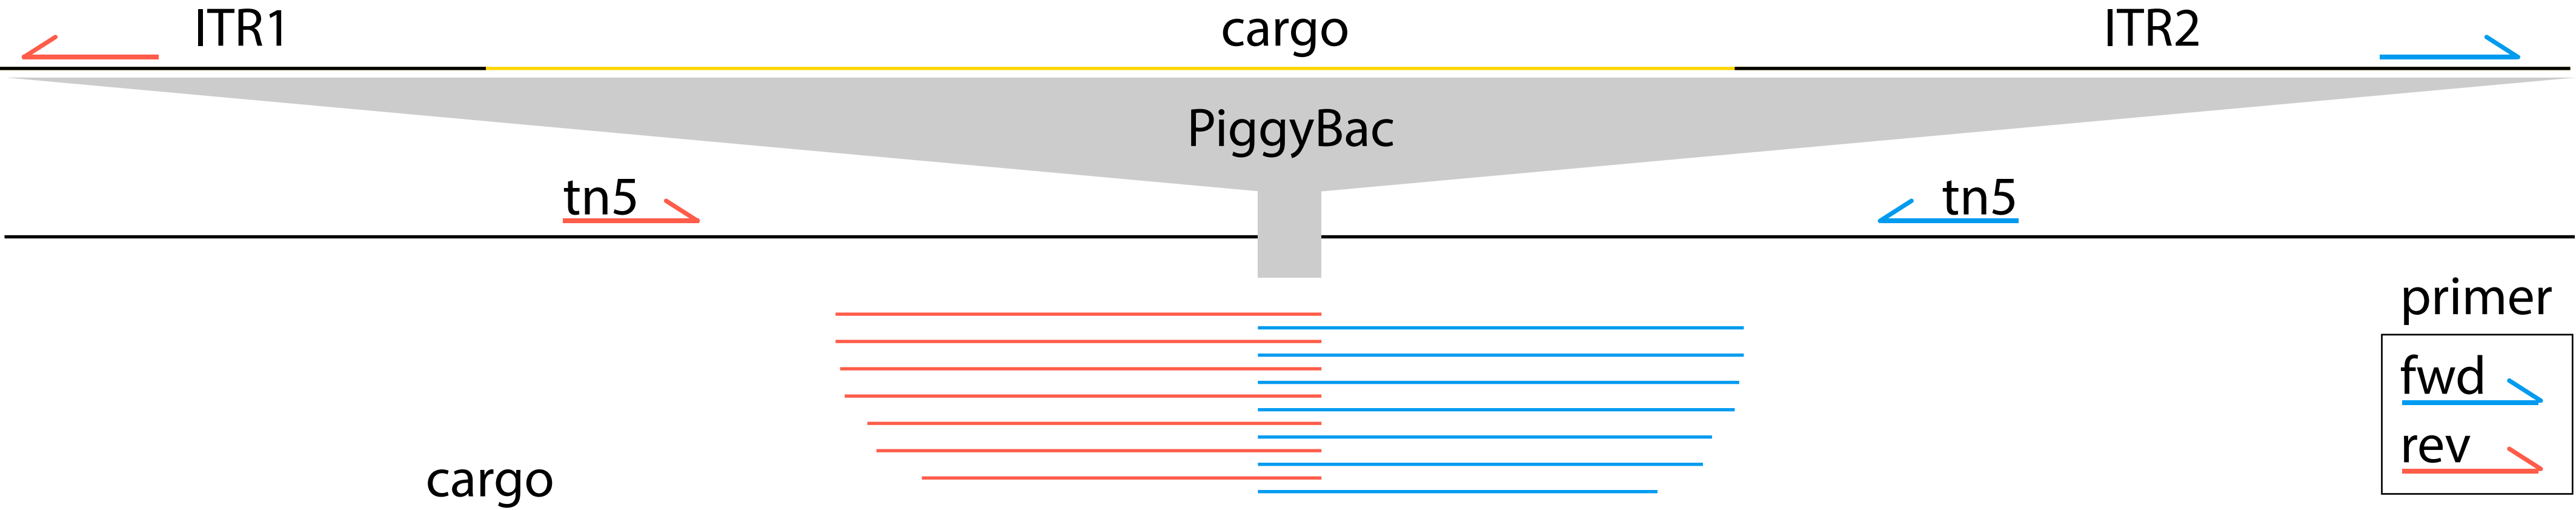 ITR1
cargo
ITR2
PiggyBac
tn5
tn5
primer
fwd
rev
cargo